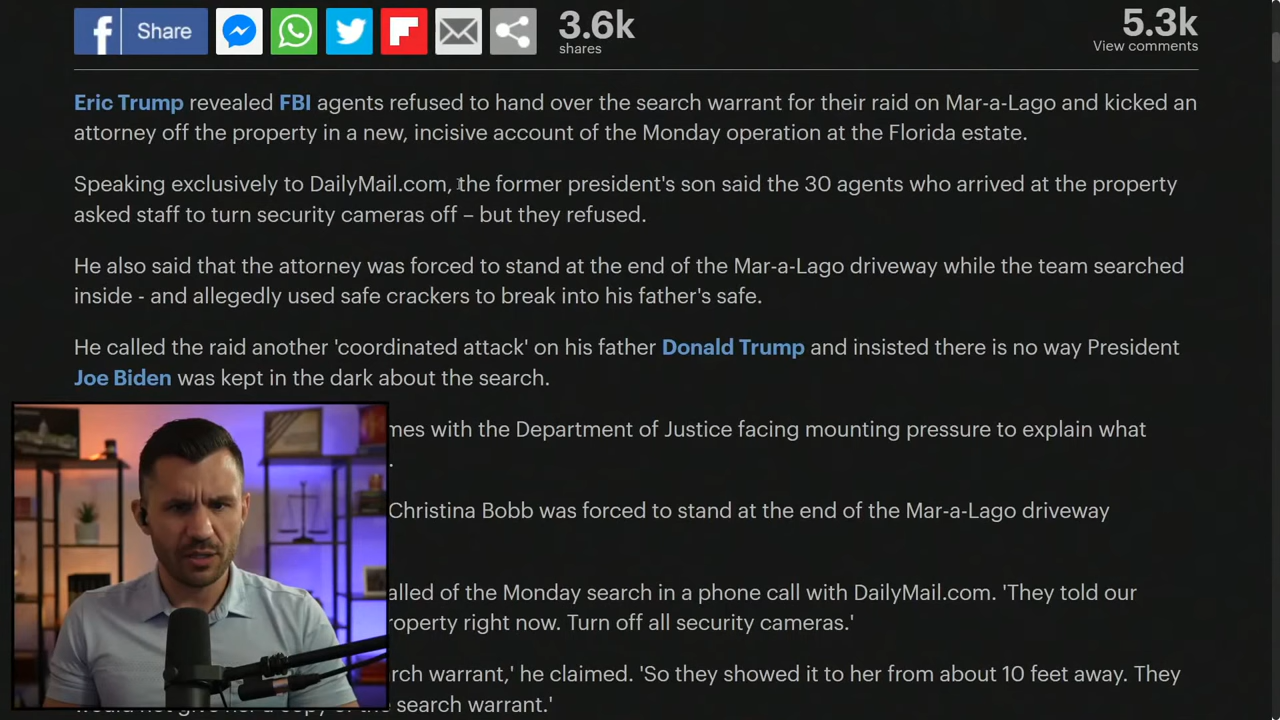 f Share
3.6k
shares
5.3k
View comments
Eric Trump revealed FBI agents refused to hand over the search warrant for their raid on Mar-a-Lago and kicked an
attorney off the property in a new, incisive account of the Monday operation at the Florida estate.
Speaking exclusively to DailyMail.com, the former president's son said the 30 agents who arrived at the property
asked staff to turn security cameras off – but they refused.
He also said that the attorney was forced to stand at the end of the Mar-a-Lago driveway while the team searched
inside - and allegedly used safe crackers to break into his father's safe.
He called the raid another 'coordinated attack' on his father Donald Trump and insisted there is no way President
Joe Biden was kept in the dark about the search.
mes with the Department of Justice facing mounting pressure to explain what
.
Christina Bobb was forced to stand at the end of the Mar-a-Lago driveway
alled of the Monday search in a phone call with DailyMail.com. 'They told our
roperty right now. Turn off all security cameras.'
rch warrant,' he claimed. 'So they showed it to her from about 10 feet away. They
would not give her a copy of the search warrant.'